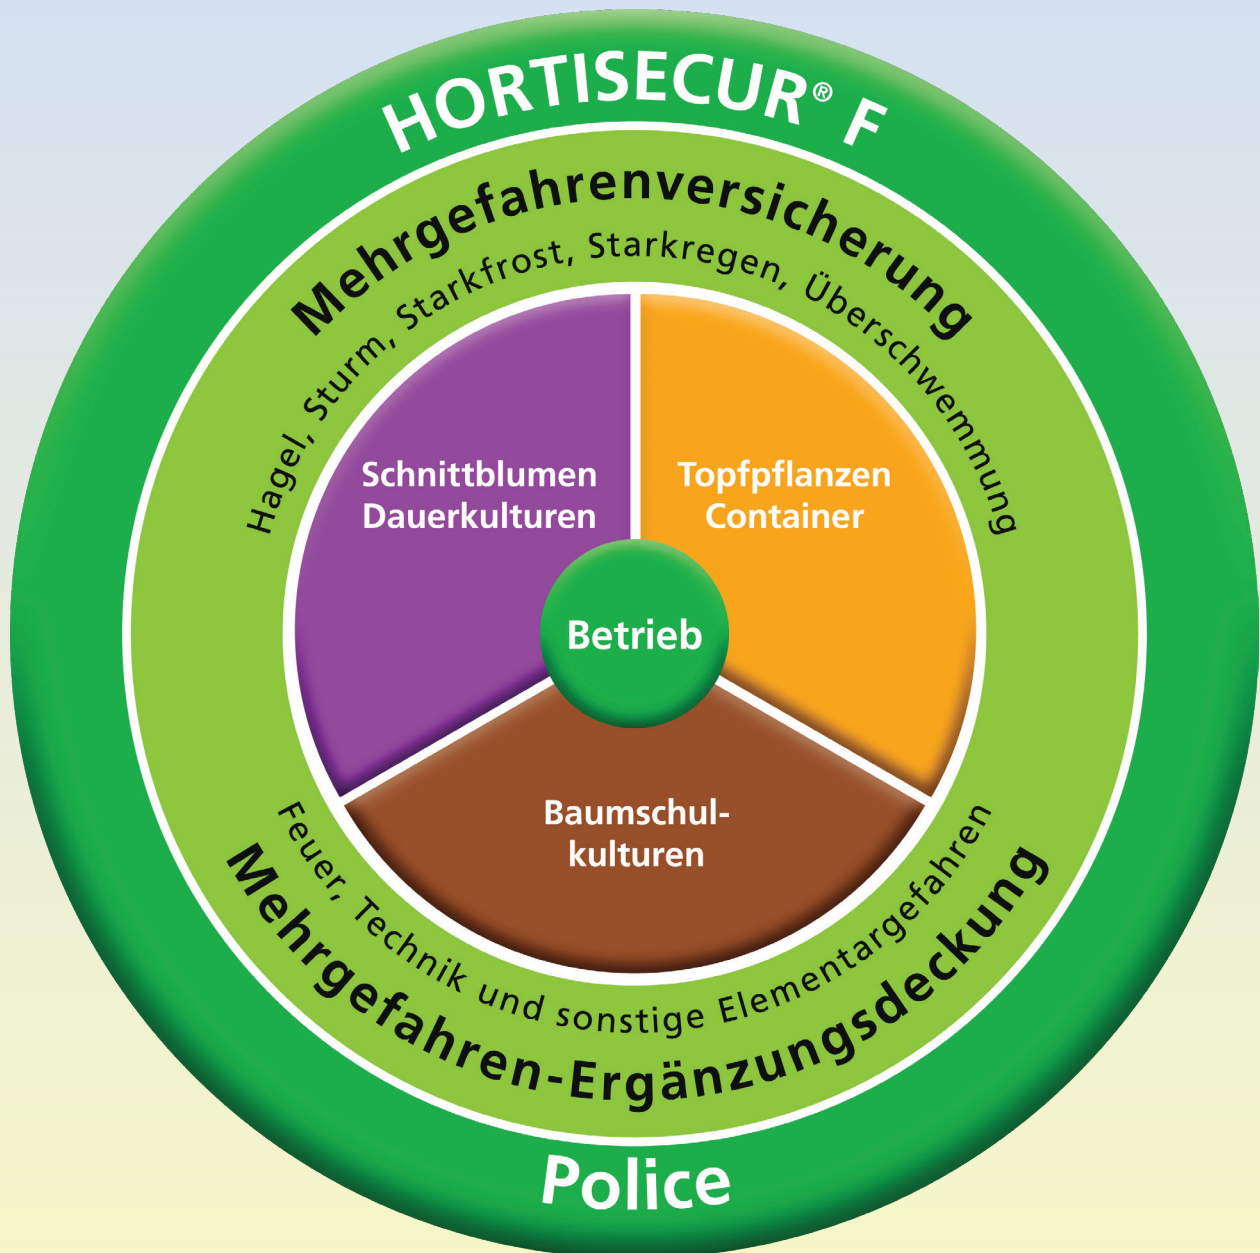 HORTISECUR® F
Mehrgefahrenversicherung
Hagel, Sturm, Starkfrost, Starkregen, Überschwemmung
Schnittblumen
Dauerkulturen
Topfpflanzen
Container
Betrieb
Baumschul-
kulturen
Feuer, Technik und sonstige Elementargefahren
Mehrgefahren-Ergänzungsdeckung
Police